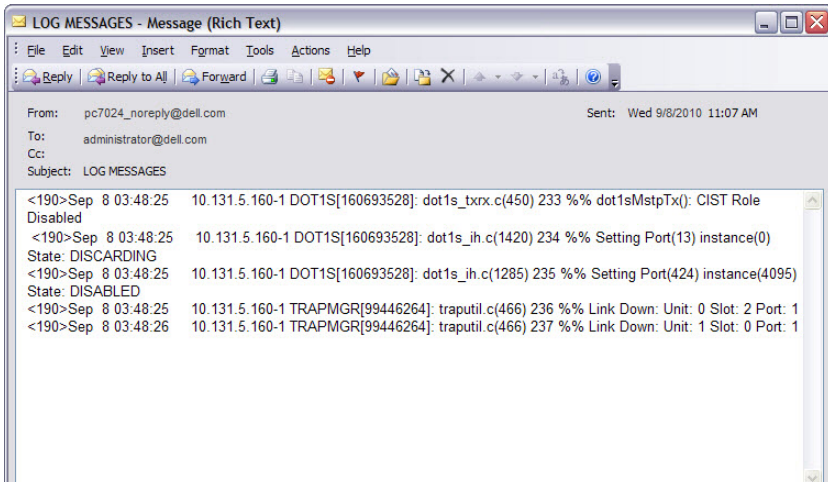 LOG MESSAGES - Message (Rich Text)
File Edit View Insert Format Tools Actions Help
Reply Reply to All Forward
From: pc7024_noreply@dell.com Sent: Wed 9/8/2010 11:07 AM
To: administrator@dell.com
Cc:
Subject: LOG MESSAGES
<190>Sep 8 03:48:25 10.131.5.160-1 DOT1S[160693528]: dot1s_txrx.c(450) 233 %% dot1sMstpTx(): CIST Role
Disabled
<190>Sep 8 03:48:25 10.131.5.160-1 DOT1S[160693528]: dot1s_ih.c(1420) 234 %% Setting Port(13) instance(0)
State: DISCARDING
<190>Sep 8 03:48:25 10.131.5.160-1 DOT1S[160693528]: dot1s_ih.c(1285) 235 %% Setting Port(424) instance(4095)
State: DISABLED
<190>Sep 8 03:48:25 10.131.5.160-1 TRAPMGR[99446264]: traputil.c(466) 236 %% Link Down: Unit: 0 Slot: 2 Port: 1
<190>Sep 8 03:48:26 10.131.5.160-1 TRAPMGR[99446264]: traputil.c(466) 237 %% Link Down: Unit: 1 Slot: 0 Port: 1